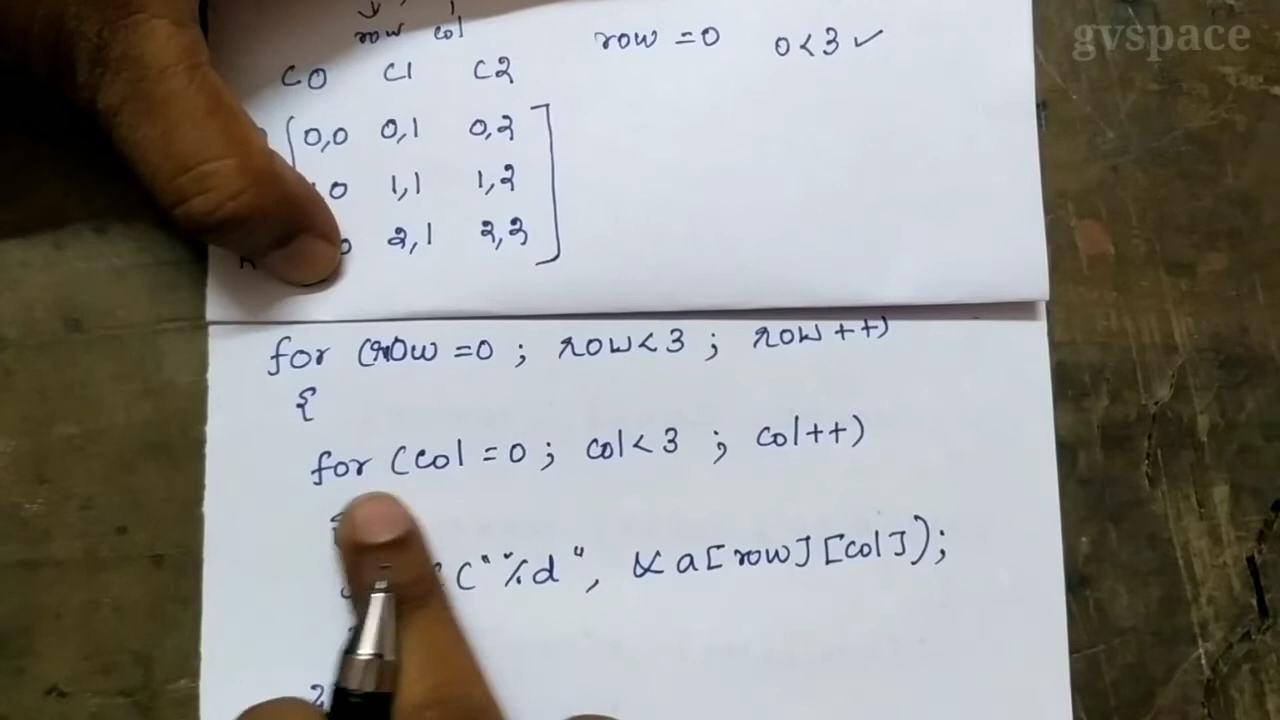 gvspace
row col
row = 0 0 < 3 ✓
C0 C1 C2
0,0 0,1 0,2
0 1,1 1,2
0 2,1 2,2
for (row = 0 ; row < 3 ; row ++)
{
for (col = 0 ; col < 3 ; col++)
("%d", &a[row][col]);